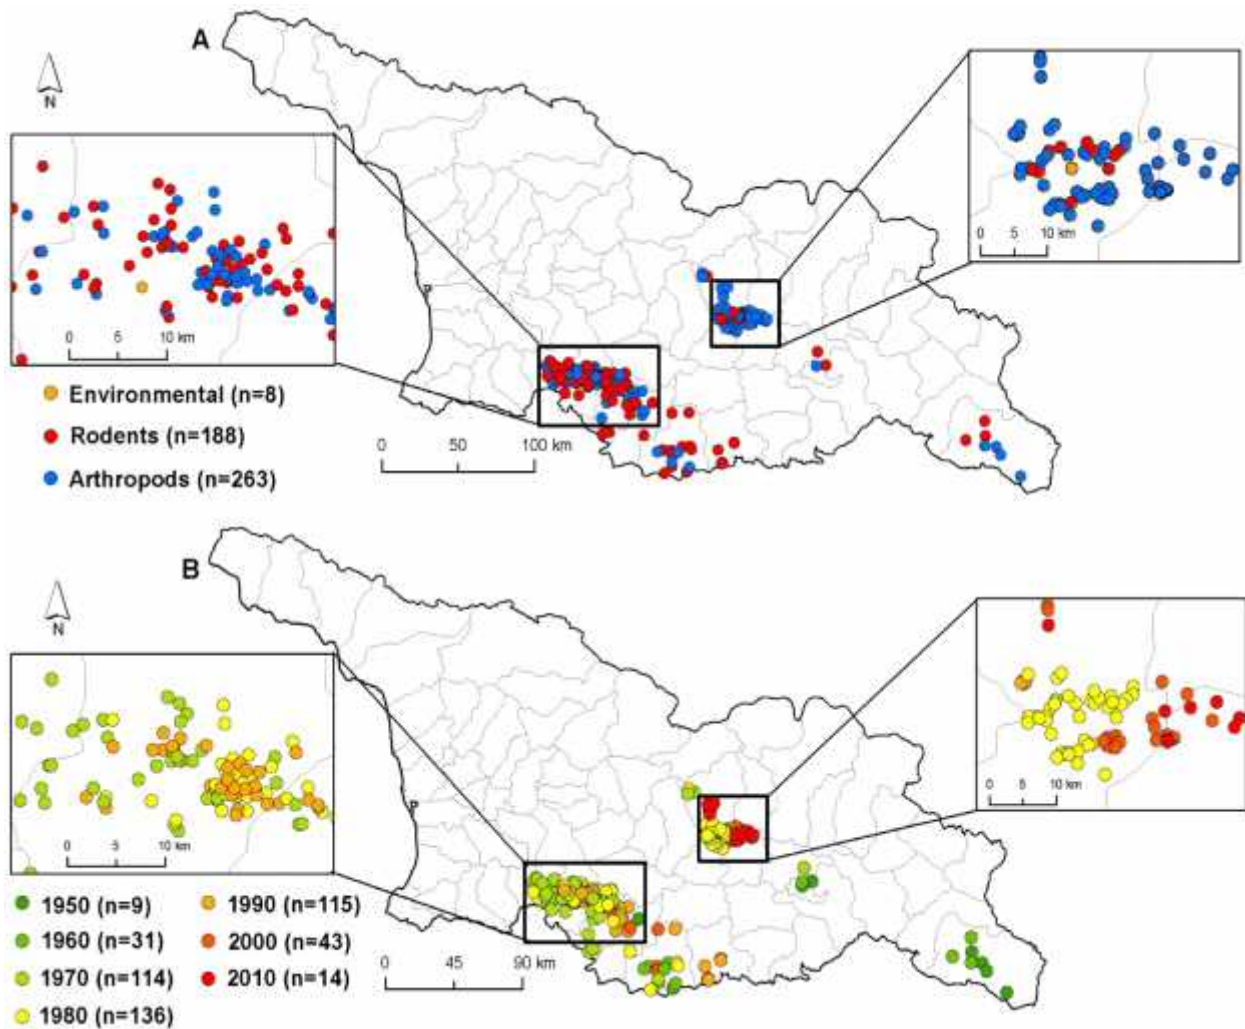 A
N
0 5 10 km
0 5 10 km
P
Environmental (n=8)
Rodents (n=188)
Arthropods (n=263)
0 50 100 km
B
N
0 5 10 km
0 5 10 km
P
1950 (n=9)
1960 (n=31)
1970 (n=114)
1980 (n=136)
1990 (n=115)
2000 (n=43)
2010 (n=14)
0 45 90 km